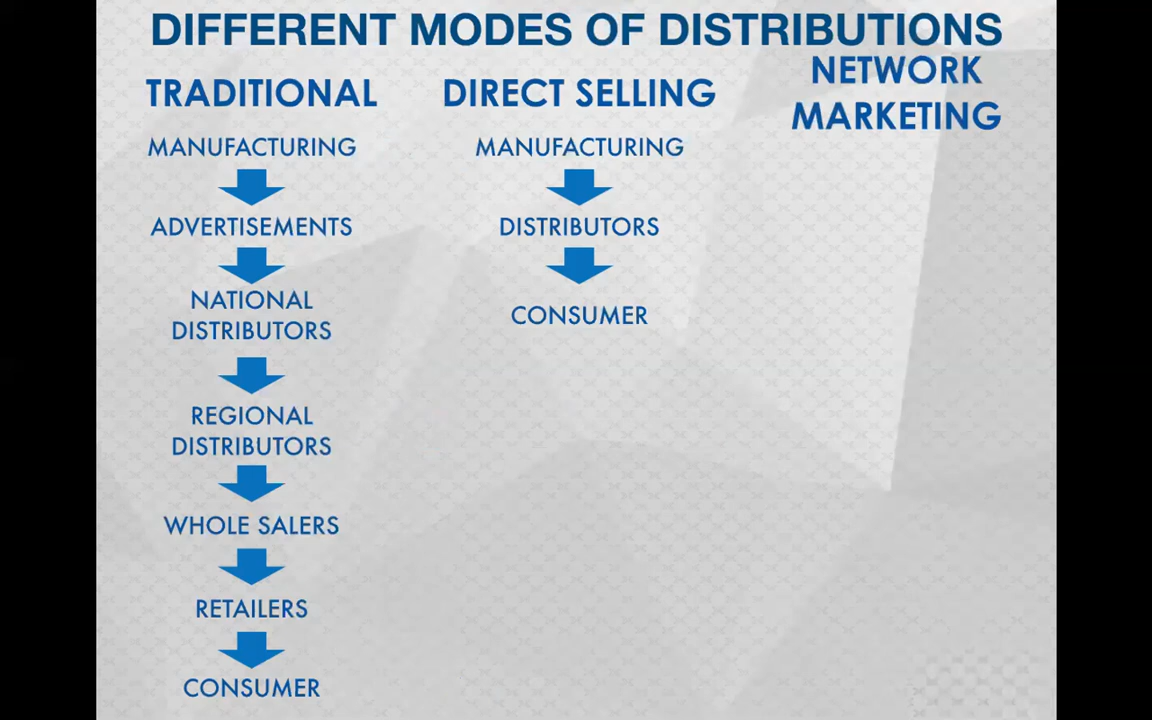 DIFFERENT MODES OF DISTRIBUTIONS
TRADITIONAL
MANUFACTURING
ADVERTISEMENTS
NATIONAL
DISTRIBUTORS
REGIONAL
DISTRIBUTORS
WHOLE SALERS
RETAILERS
CONSUMER
DIRECT SELLING
MANUFACTURING
DISTRIBUTORS
CONSUMER
NETWORK
MARKETING